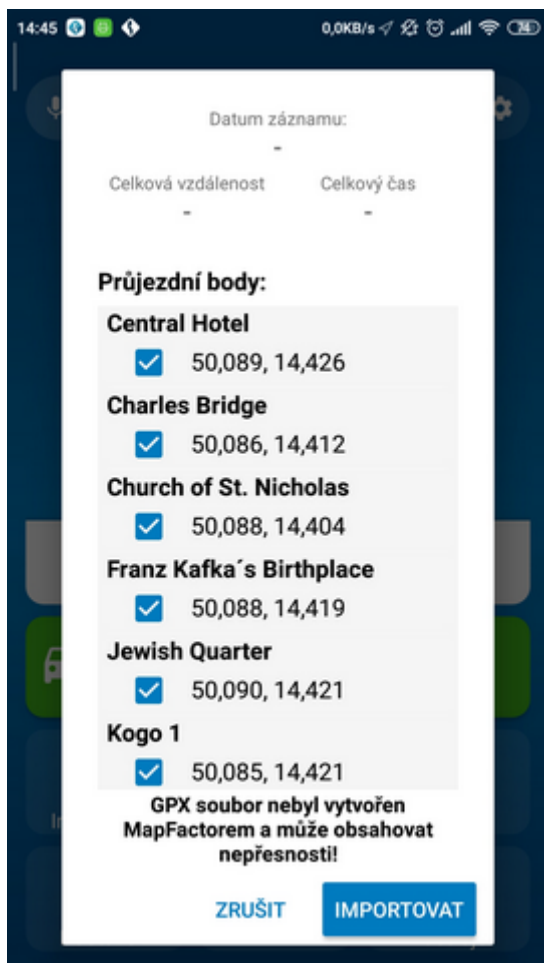 14:45 0,0KB/s 74
Datum záznamu:
-
Celková vzdálenost Celkový čas
- -
Průjezdní body:
Central Hotel
50,089, 14,426
Charles Bridge
50,086, 14,412
Church of St. Nicholas
50,088, 14,404
Franz Kafka´s Birthplace
50,088, 14,419
Jewish Quarter
50,090, 14,421
Kogo 1
50,085, 14,421
GPX soubor nebyl vytvořen
MapFactorem a může obsahovat
nepřesnosti!
ZRUŠIT IMPORTOVAT